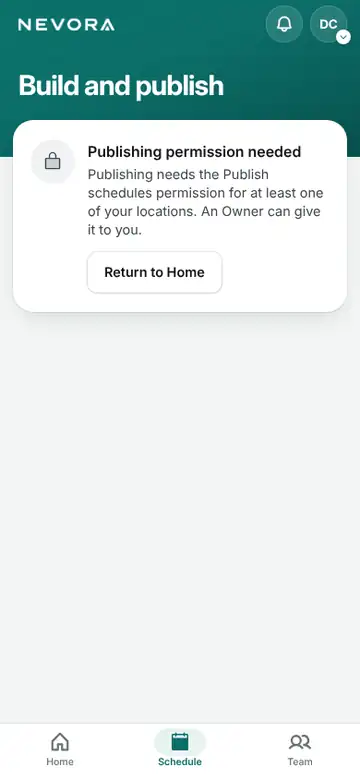 NEVORA
DC
Build and publish
Publishing permission needed
Publishing needs the Publish
schedules permission for at least one
of your locations. An Owner can give
it to you.
Return to Home
Home
Schedule
Team